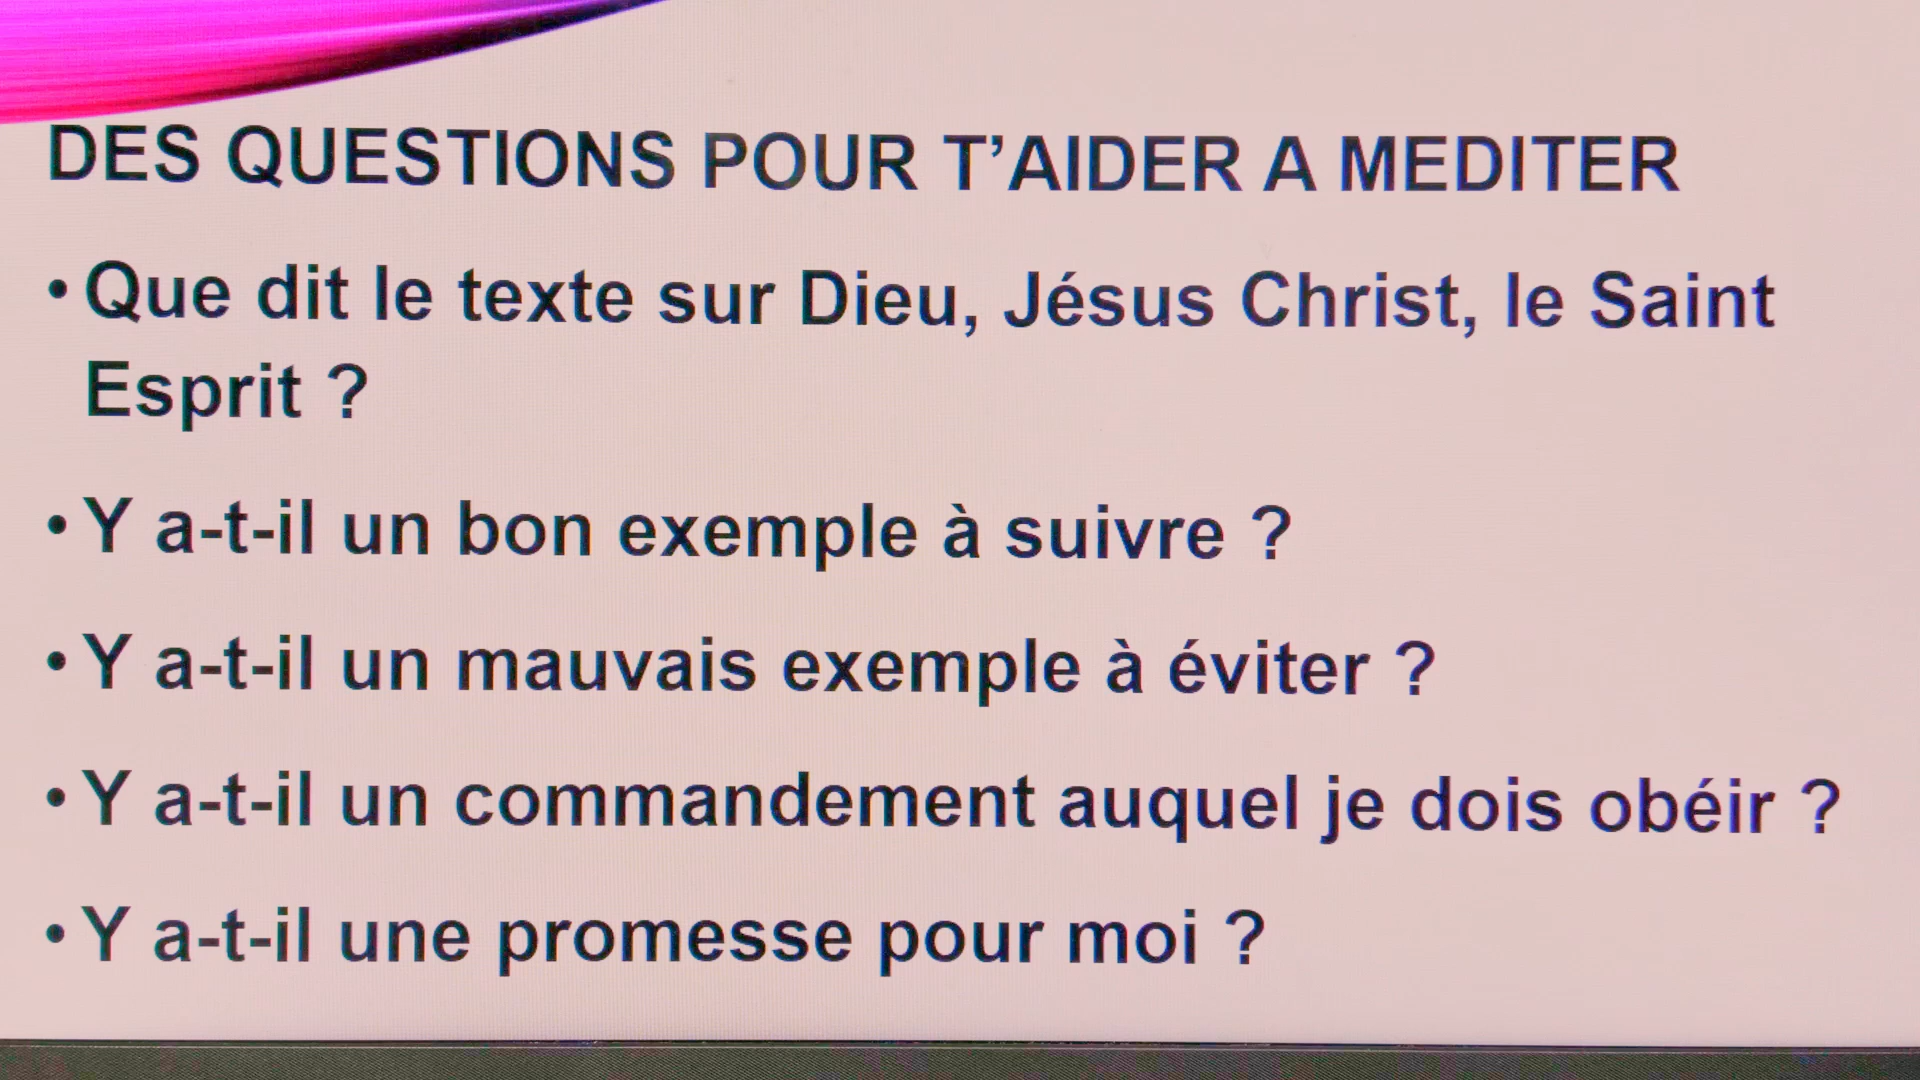 DES QUESTIONS POUR T’AIDER A MEDITER
• Que dit le texte sur Dieu, Jésus Christ, le Saint
Esprit ?
• Y a-t-il un bon exemple à suivre ?
• Y a-t-il un mauvais exemple à éviter ?
• Y a-t-il un commandement auquel je dois obéir ?
• Y a-t-il une promesse pour moi ?